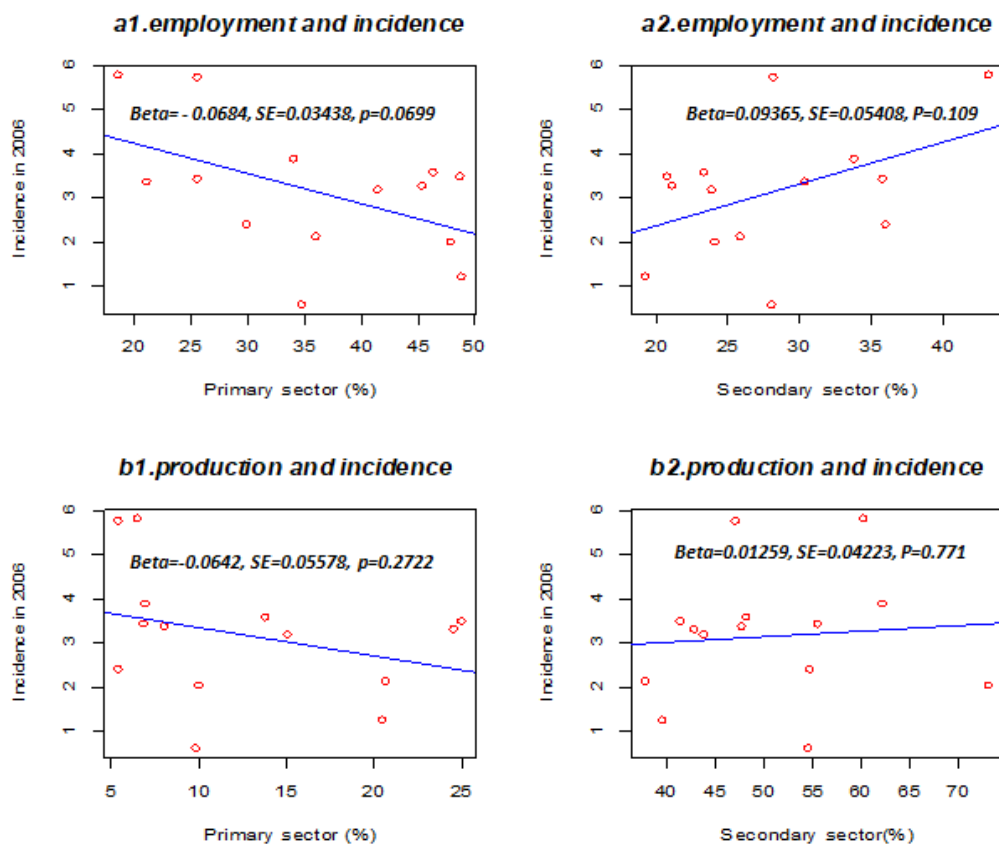 a1.employment and incidence
Beta= - 0.0684, SE=0.03438, p=0.0699
Incidence in 2006
6
5
4
3
2
1
20 25 30 35 40 45 50
Primary sector (%)
a2.employment and incidence
Beta=0.09365, SE=0.05408, P=0.109
Incidence in 2006
6
5
4
3
2
1
20 25 30 35 40
Secondary sector (%)
b1.production and incidence
Beta=-0.0642, SE=0.05578, p=0.2722
Incidence in 2006
6
5
4
3
2
1
5 10 15 20 25
Primary sector (%)
b2.production and incidence
Beta=0.01259, SE=0.04223, P=0.771
Incidence in 2006
6
5
4
3
2
1
40 45 50 55 60 65 70
Secondary sector(%)